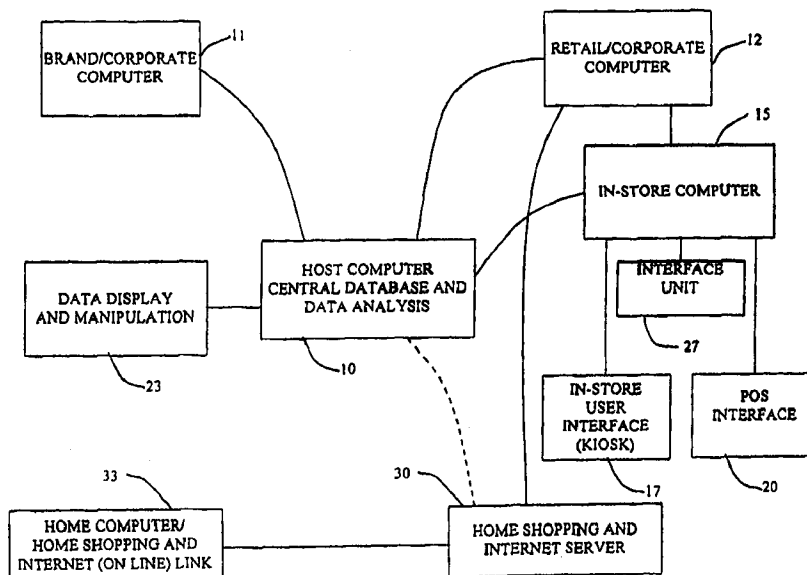 11
BRAND/CORPORATE
COMPUTER
RETAIL/CORPORATE
COMPUTER
12
15
IN-STORE COMPUTER
HOST COMPUTER
CENTRAL DATABASE AND
DATA ANALYSIS
10
INTERFACE
UNIT
27
DATA DISPLAY
AND MANIPULATION
23
IN-STORE
USER
INTERFACE
(KIOSK)
17
POS
INTERFACE
20
33
HOME COMPUTER/
HOME SHOPPING AND
INTERNET (ON LINE) LINK
30
HOME SHOPPING AND
INTERNET SERVER